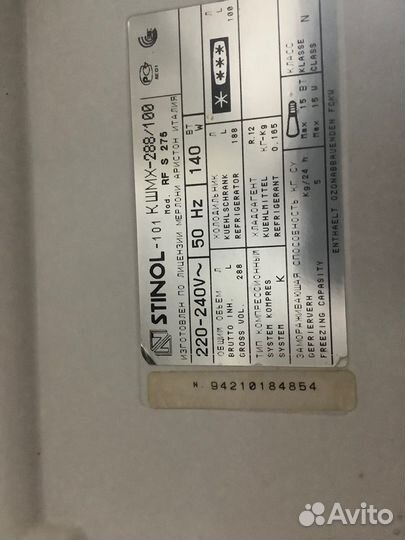 STINOL -101 КШМХ-288/100
Mod. RF S 275
ИЗГОТОВЛЕН ПО ЛИЦЕНЗИИ МЕРЛОНИ АРИСТОН ИТАЛИЯ
220-240V~ 50 Hz 140 ВТ W
ОБЩИЙ ОБЪЕМ Л ХОЛОДИЛЬНИК Л Л
BRUTTO INH. L KUEHLSCHRANK L
GROSS VOL. 288 REFRIGERATOR 188 100
ТИП КОМПРЕССИОННЫЙ ХЛАДАГЕНТ R.12 КЛАСС
SYSTEM KOMPRES KUEHLMITTEL КГ-Kg Max 15 ВТ KLASSE N
SYSTEM K REFRIGERANT 0.165 Max 15 W CLASS
ЗАМОРАЖИВАЮЩАЯ СПОСОБНОСТЬ КГ.СУ
GEFRIERVERM Kg/24 h
FREEZING CAPACITY 5
ENTHAELT OZONABBAUENDEN FCKW
N. 94210184854
РСТ
АЕ01
Avito